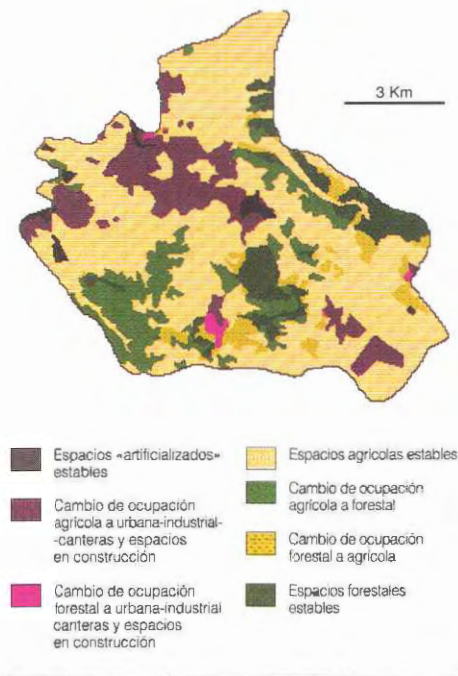 3 Km
Espacios «artificializados»
estables
Cambio de ocupación
agrícola a urbana-industrial-
-canteras y espacios
en construcción
Cambio de ocupación
forestal a urbana-industrial
canteras y espacios
en construcción
Espacios agrícolas estables
Cambio de ocupación
agrícola a forestal
Cambio de ocupación
forestal a agrícola
Espacios forestales
estables